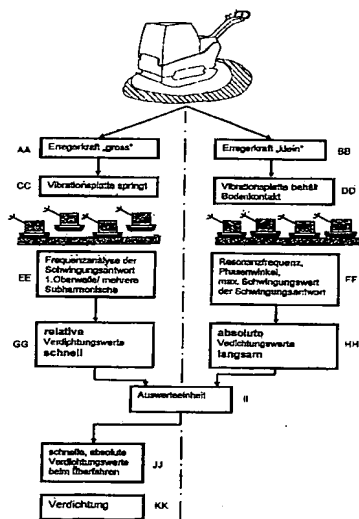 AA
Erregerkraft „gross"
Erregerkraft „klein"
BB
CC
Vibrationsplatte springt
Vibrationsplatte behält
Bodenkontakt
DD
EE
Frequenzanalyse der
Schwingungsantwort
1.Oberwelle/ mehrere
Subharmonische
Resonanzfrequenz,
Phasenwinkel,
max. Schwingungswert
der Schwingungsantwort
FF
GG
relative
Verdichtungswerte
schnell
absolute
Verdichtungswerte
langsam
HH
Auswerteeinheit
II
schnelle, absolute
Verdichtungswerte
beim Überfahren
JJ
Verdichtung
KK